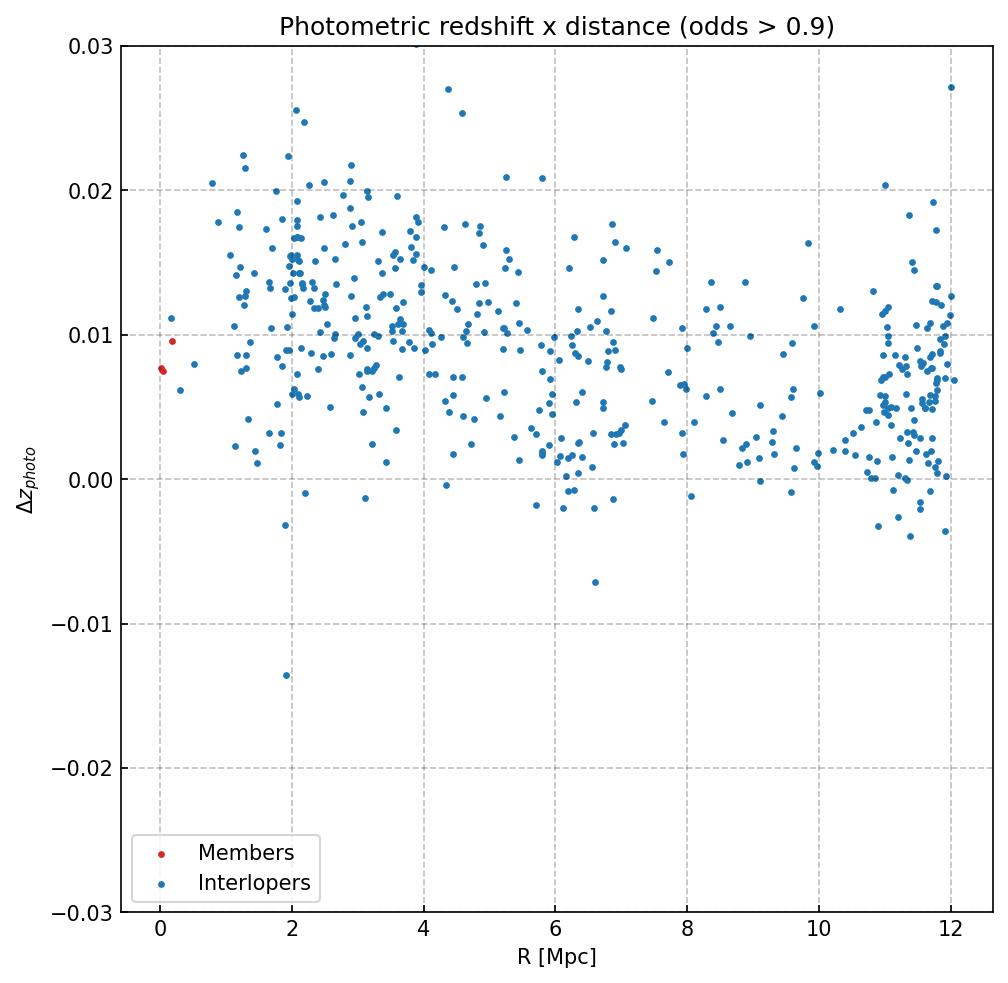 Photometric redshift x distance (odds > 0.9)
0.03
0.02
0.01
0.00
−0.01
−0.02
−0.03
Δz_photo
Members
Interlopers
0 2 4 6 8 10 12
R [Mpc]